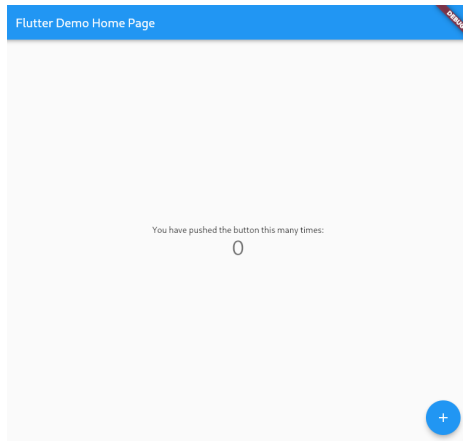 Flutter Demo Home Page
DEBUG
You have pushed the button this many times:
0
+